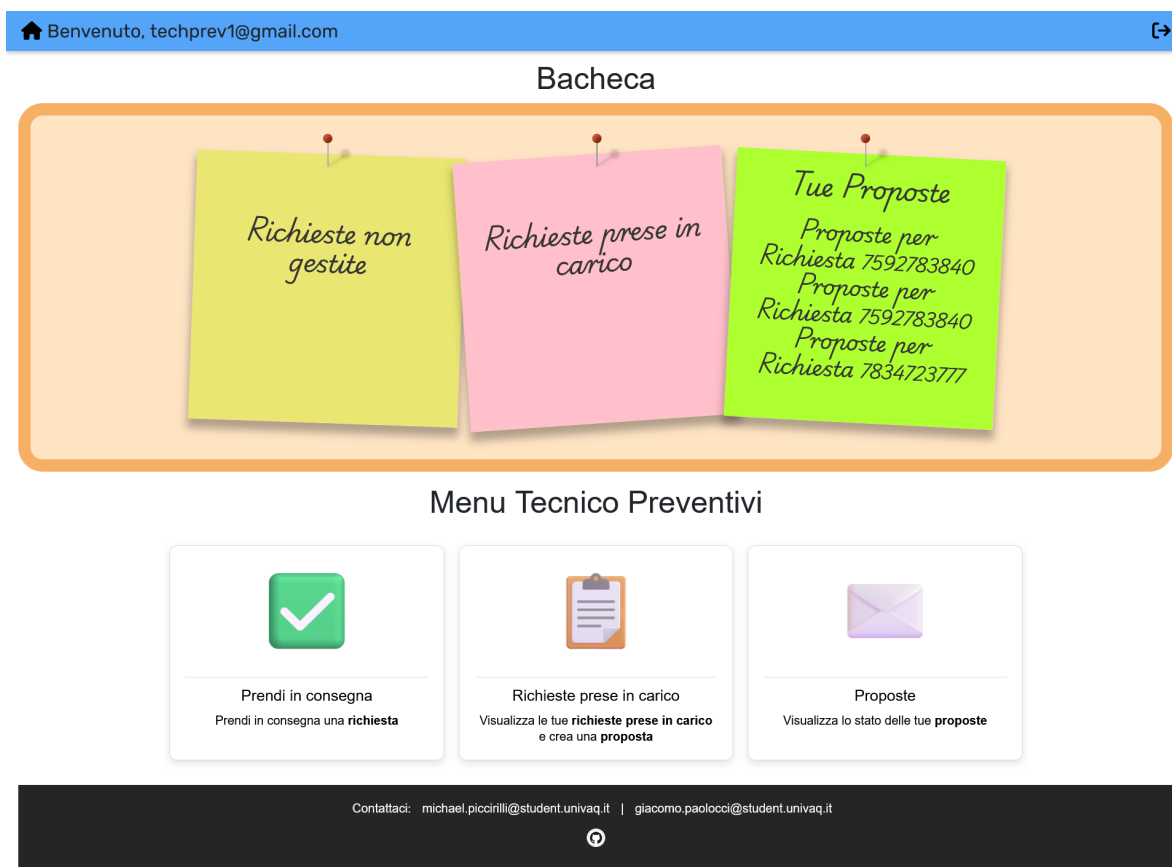 Benvenuto, techprev1@gmail.com
Bacheca
Richieste non
gestite
Richieste prese in
carico
Tue Proposte
Proposte per
Richiesta 7592783840
Proposte per
Richiesta 7592783840
Proposte per
Richiesta 7834723777
Menu Tecnico Preventivi
Prendi in consegna
Prendi in consegna una richiesta
Richieste prese in carico
Visualizza le tue richieste prese in carico
e crea una proposta
Proposte
Visualizza lo stato delle tue proposte
Contattaci: michael.piccirilli@student.univaq.it | giacomo.paolocci@student.univaq.it